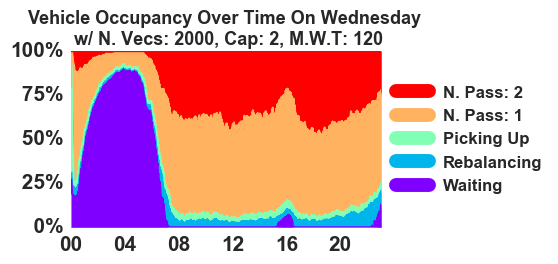 Vehicle Occupancy Over Time On Wednesday
w/ N. Vecs: 2000, Cap: 2, M.W.T: 120
100%
75%
50%
25%
0%
00 04 08 12 16 20
N. Pass: 2
N. Pass: 1
Picking Up
Rebalancing
Waiting